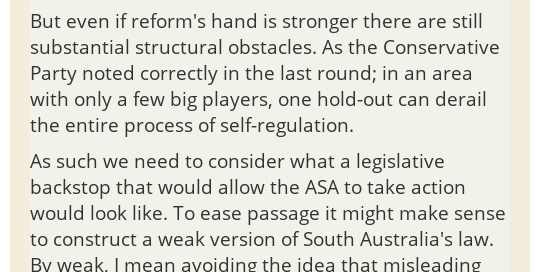 But even if reform's hand is stronger there are still
substantial structural obstacles. As the Conservative
Party noted correctly in the last round; in an area
with only a few big players, one hold-out can derail
the entire process of self-regulation.
As such we need to consider what a legislative
backstop that would allow the ASA to take action
would look like. To ease passage it might make sense
to construct a weak version of South Australia's law.
By weak, I mean avoiding the idea that misleading